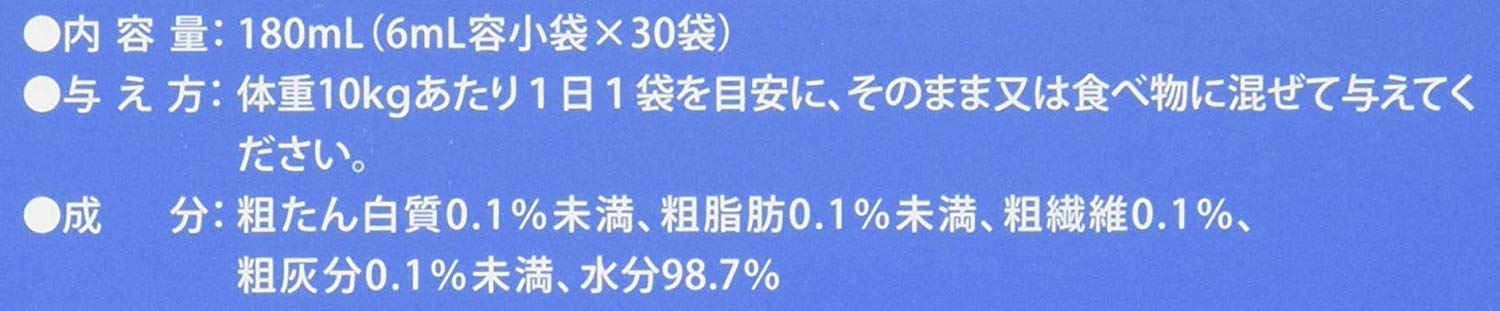 ●内容量：180mL（6mL容小袋×30袋）
●与え方：体重10kgあたり１日１袋を目安に、そのまま又は食べ物に混ぜて与えてく
ださい。
●成分：粗たん白質0.1%未満、粗脂肪0.1%未満、粗繊維0.1%、
粗灰分0.1%未満、水分98.7%